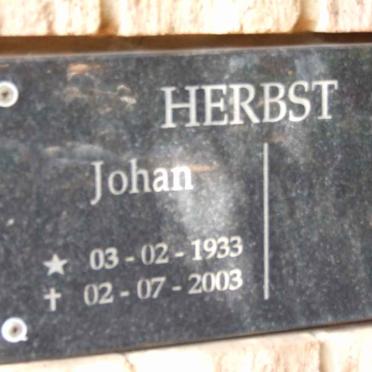 HERBST
Johan
★ 03 - 02 - 1933
✝ 02 - 07 - 2003